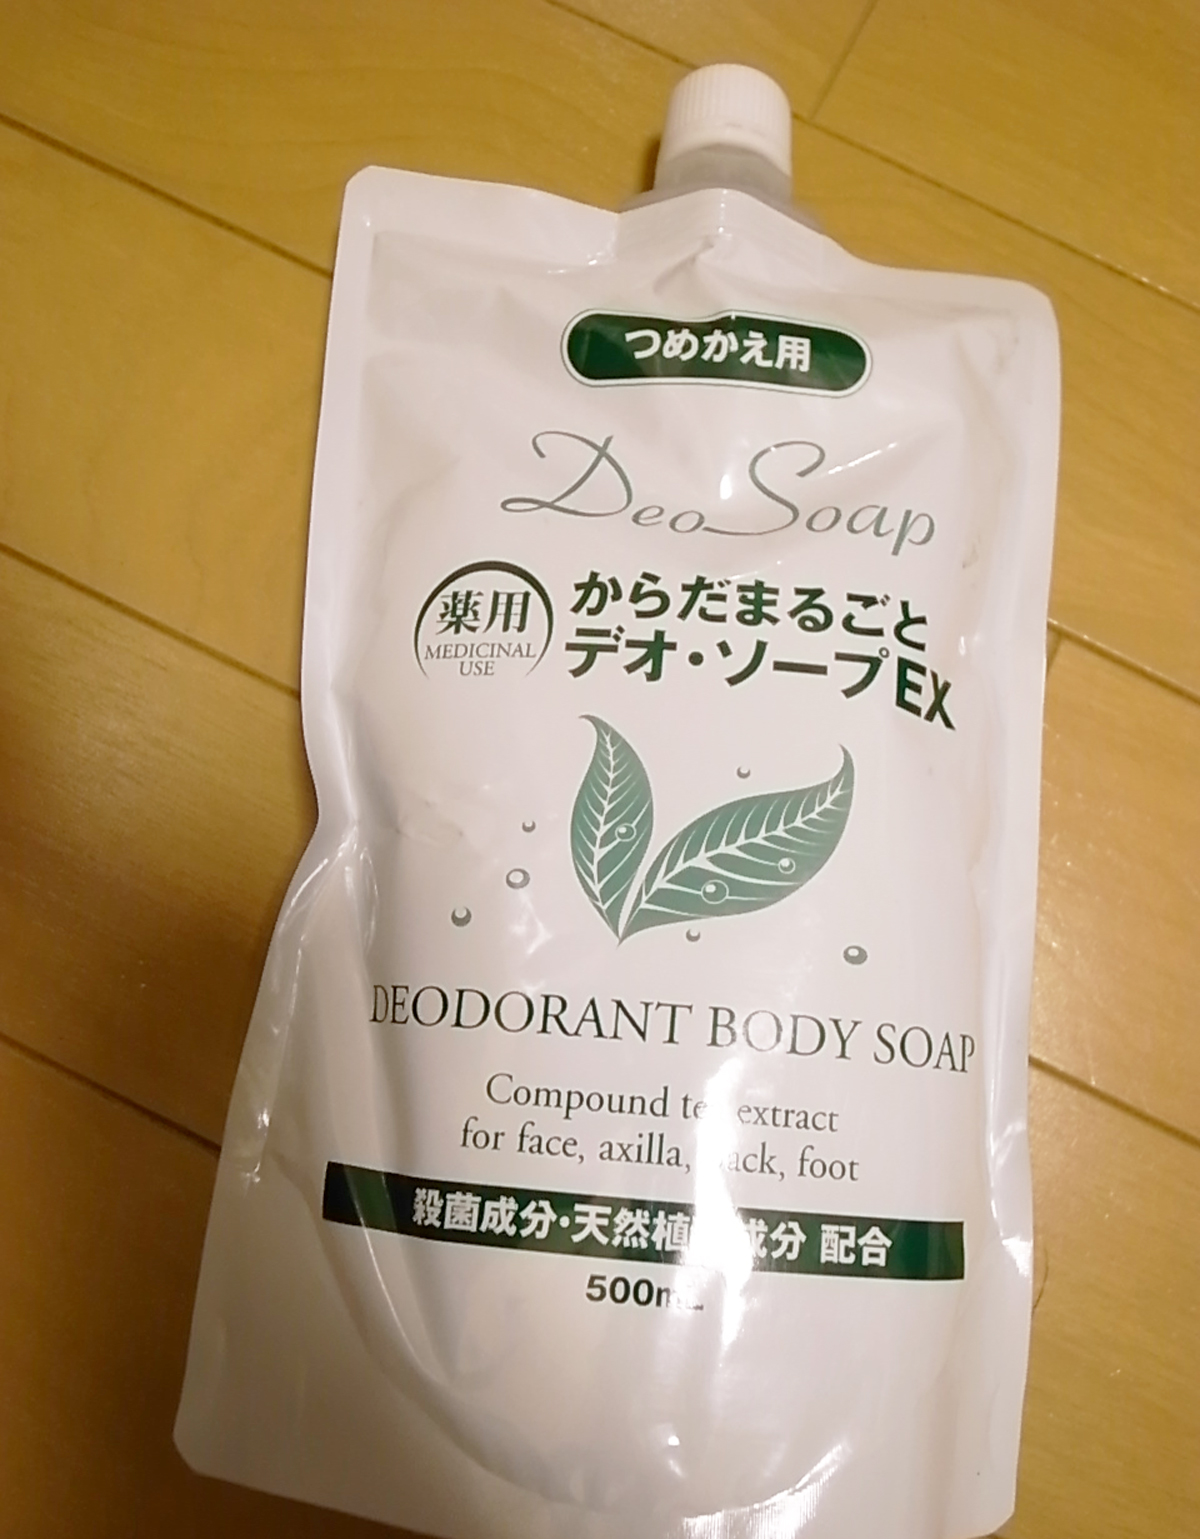 つめかえ用
Deo Soap
薬用
MEDICINAL
USE
からだまるごと
デオ・ソープEX
DEODORANT BODY SOAP
Compound extract
for face, axilla, foot
殺菌成分・天然 成分 配合